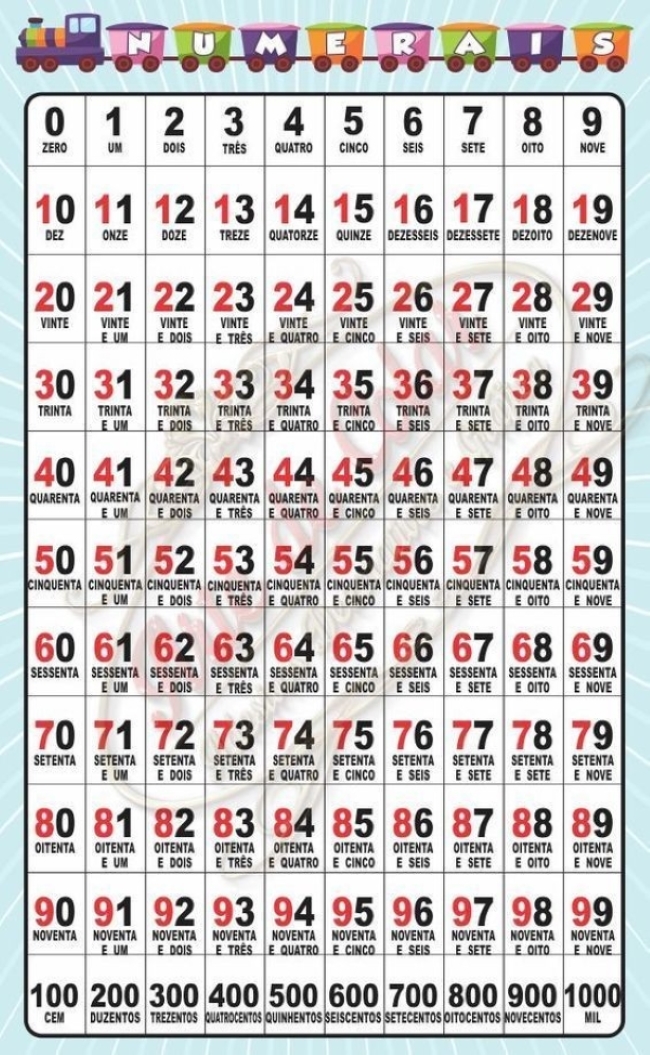 NUMERAIS
0 1 2 3 4 5 6 7 8 9
ZERO UM DOIS TRÊS QUATRO CINCO SEIS SETE OITO NOVE
10 11 12 13 14 15 16 17 18 19
DEZ ONZE DOZE TREZE QUATORZE QUINZE DEZESSEIS DEZESSETE DEZOITO DEZENOVE
20 21 22 23 24 25 26 27 28 29
VINTE VINTE VINTE VINTE VINTE VINTE VINTE VINTE VINTE VINTE
E UM E DOIS E TRÊS E QUATRO E CINCO E SEIS E SETE E OITO E NOVE
30 31 32 33 34 35 36 37 38 39
TRINTA TRINTA TRINTA TRINTA TRINTA TRINTA TRINTA TRINTA TRINTA TRINTA
E UM E DOIS E TRÊS E QUATRO E CINCO E SEIS E SETE E OITO E NOVE
40 41 42 43 44 45 46 47 48 49
QUARENTA QUARENTA QUARENTA QUARENTA QUARENTA QUARENTA QUARENTA QUARENTA QUARENTA QUARENTA
E UM E DOIS E TRÊS E QUATRO E CINCO E SEIS E SETE E OITO E NOVE
50 51 52 53 54 55 56 57 58 59
CINQUENTA CINQUENTA CINQUENTA CINQUENTA CINQUENTA CINQUENTA CINQUENTA CINQUENTA CINQUENTA CINQUENTA
E UM E DOIS E TRÊS E QUATRO E CINCO E SEIS E SETE E OITO E NOVE
60 61 62 63 64 65 66 67 68 69
SESSENTA SESSENTA SESSENTA SESSENTA SESSENTA SESSENTA SESSENTA SESSENTA SESSENTA SESSENTA
E UM E DOIS E TRÊS E QUATRO E CINCO E SEIS E SETE E OITO E NOVE
70 71 72 73 74 75 76 77 78 79
SETENTA SETENTA SETENTA SETENTA SETENTA SETENTA SETENTA SETENTA SETENTA SETENTA
E UM E DOIS E TRÊS E QUATRO E CINCO E SEIS E SETE E SETE E NOVE
80 81 82 83 84 85 86 87 88 89
OITENTA OITENTA OITENTA OITENTA OITENTA OITENTA OITENTA OITENTA OITENTA OITENTA
E UM E DOIS E TRÊS E QUATRO E CINCO E SEIS E SETE E OITO E NOVE
90 91 92 93 94 95 96 97 98 99
NOVENTA NOVENTA NOVENTA NOVENTA NOVENTA NOVENTA NOVENTA NOVENTA NOVENTA NOVENTA
E UM E DOIS E TRÊS E QUATRO E CINCO E SEIS E SETE E OITO E NOVE
100 200 300 400 500 600 700 800 900 1000
CEM DUZENTOS TREZENTOS QUATROCENTOS QUINHENTOS SEISCENTOS SETECENTOS OITOCENTOS NOVECENTOS MIL